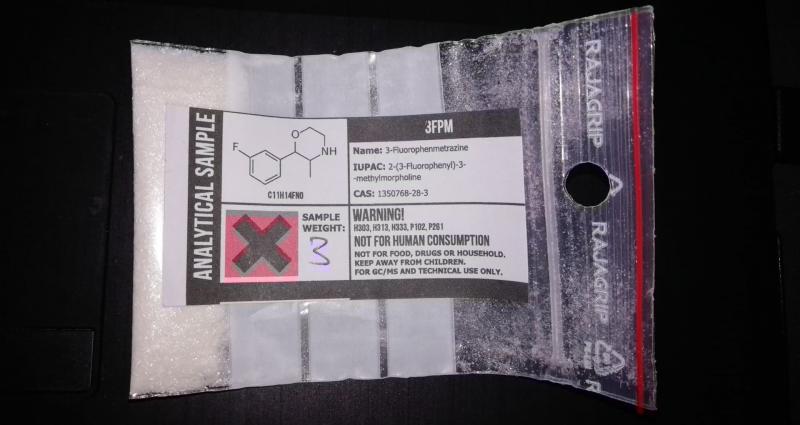 ANALYTICAL SAMPLE
F
O
NH
C11H14FNO
3FPM
Name: 3-Fluorophenmetrazine
IUPAC: 2-(3-Fluorophenyl)-3-
-methylmorpholine
CAS: 1350768-28-3
SAMPLE
WEIGHT:
3
WARNING!
H303, H313, H333, P102, P261
NOT FOR HUMAN CONSUMPTION
NOT FOR FOOD, DRUGS OR HOUSEHOLD.
KEEP AWAY FROM CHILDREN.
FOR GC/MS AND TECHNICAL USE ONLY.
RAJAGRIP
RAJAGRIP
R